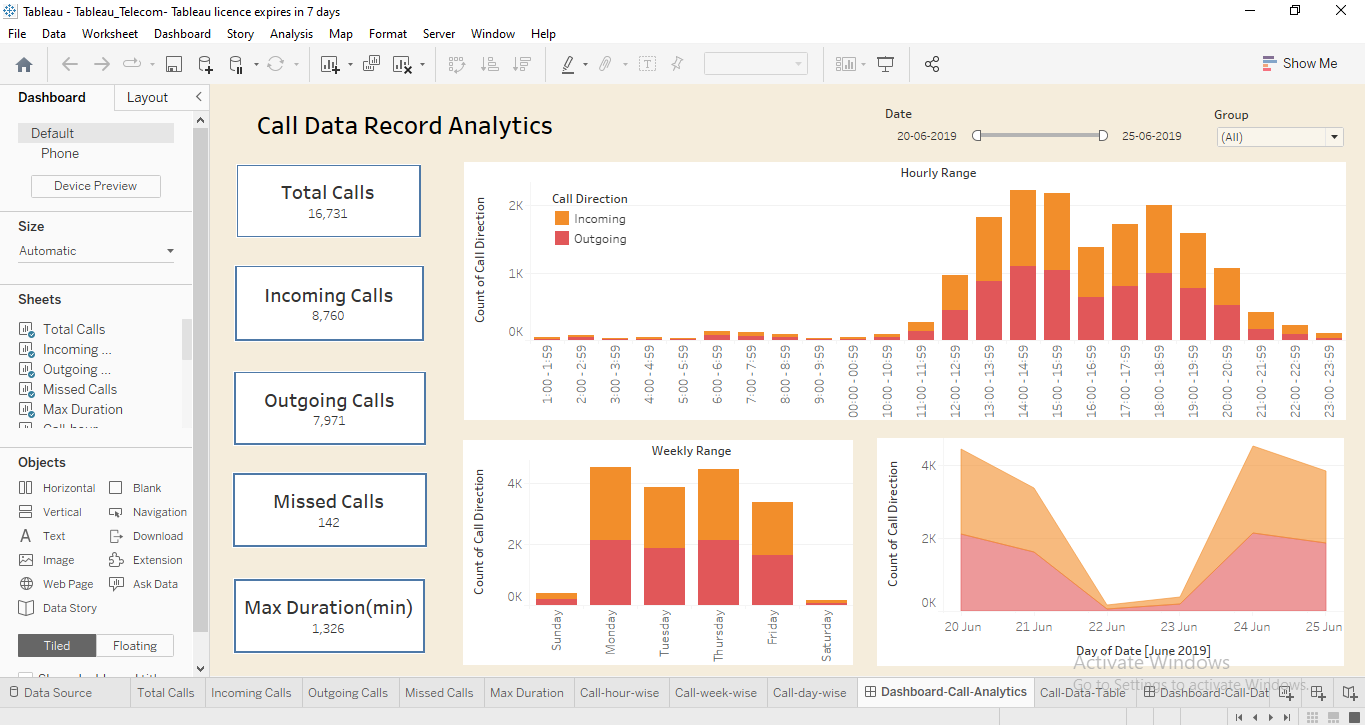 Tableau - Tableau_Telecom- Tableau licence expires in 7 days
File Data Worksheet Dashboard Story Analysis Map Format Server Window Help
Show Me
Dashboard Layout
Default
Phone
Device Preview
Size
Automatic
Sheets
Total Calls
Incoming ...
Outgoing ...
Missed Calls
Max Duration
Objects
Horizontal Blank
Vertical Navigation
Text Download
Image Extension
Web Page Ask Data
Data Story
Tiled Floating
Call Data Record Analytics
Date
20-06-2019 25-06-2019
Group
(All)
Total Calls
16,731
Incoming Calls
8,760
Outgoing Calls
7,971
Missed Calls
142
Max Duration(min)
1,326
Hourly Range
Count of Call Direction
2K
1K
0K
Call Direction
Incoming
Outgoing
1:00 - 1:59
2:00 - 2:59
3:00 - 3:59
4:00 - 4:59
5:00 - 5:59
6:00 - 6:59
7:00 - 7:59
8:00 - 8:59
9:00 - 9:59
00:00 - 00:59
10:00 - 10:59
11:00 - 11:59
12:00 - 12:59
13:00 - 13:59
14:00 - 14:59
15:00 - 15:59
16:00 - 16:59
17:00 - 17:59
18:00 - 18:59
19:00 - 19:59
20:00 - 20:59
21:00 - 21:59
22:00 - 22:59
23:00 - 23:59
Weekly Range
Count of Call Direction
4K
2K
0K
Sunday
Monday
Tuesday
Thursday
Friday
Saturday
Count of Call Direction
4K
2K
0K
20 Jun 21 Jun 22 Jun 23 Jun 24 Jun 25 Jun
Day of Date [June 2019]
Activate Windows
Go to Settings to activate Windows.
Data Source Total Calls Incoming Calls Outgoing Calls Missed Calls Max Duration Call-hour-wise Call-week-wise Call-day-wise Dashboard-Call-Analytics Call-Data-Table Dashboard-Call-Dat